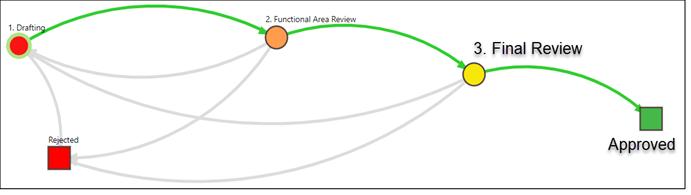 1. Drafting
2. Functional Area Review
3. Final Review
Rejected
Approved